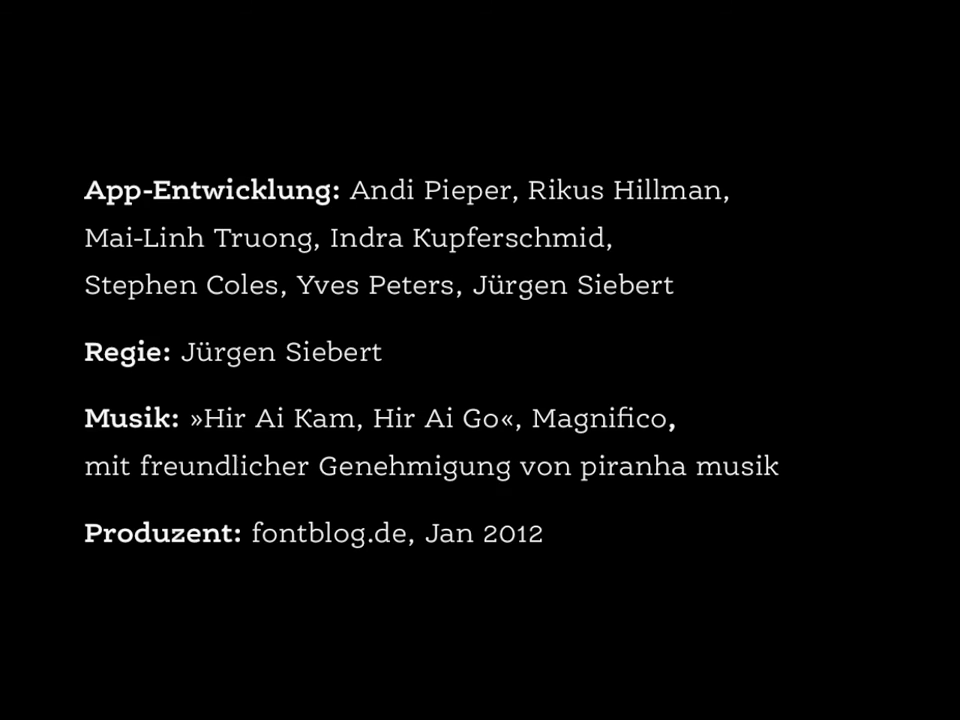 App-Entwicklung: Andi Pieper, Rikus Hillman,
Mai-Linh Truong, Indra Kupferschmid,
Stephen Coles, Yves Peters, Jürgen Siebert
Regie: Jürgen Siebert
Musik: »Hir Ai Kam, Hir Ai Go«, Magnifico,
mit freundlicher Genehmigung von piranha musik
Produzent: fontblog.de, Jan 2012